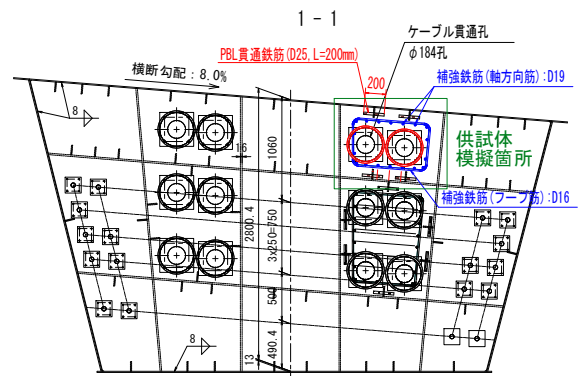 1-1
ケーブル貫通孔
φ184孔
PBL貫通鉄筋(D25,L=200mm)
横断勾配：8.0%
200
補強鉄筋(軸方向筋):D19
8
供試体
模擬箇所
16
1060
補強鉄筋(フープ筋):D16
2800.4
3x250=750
500
8
13
490.4